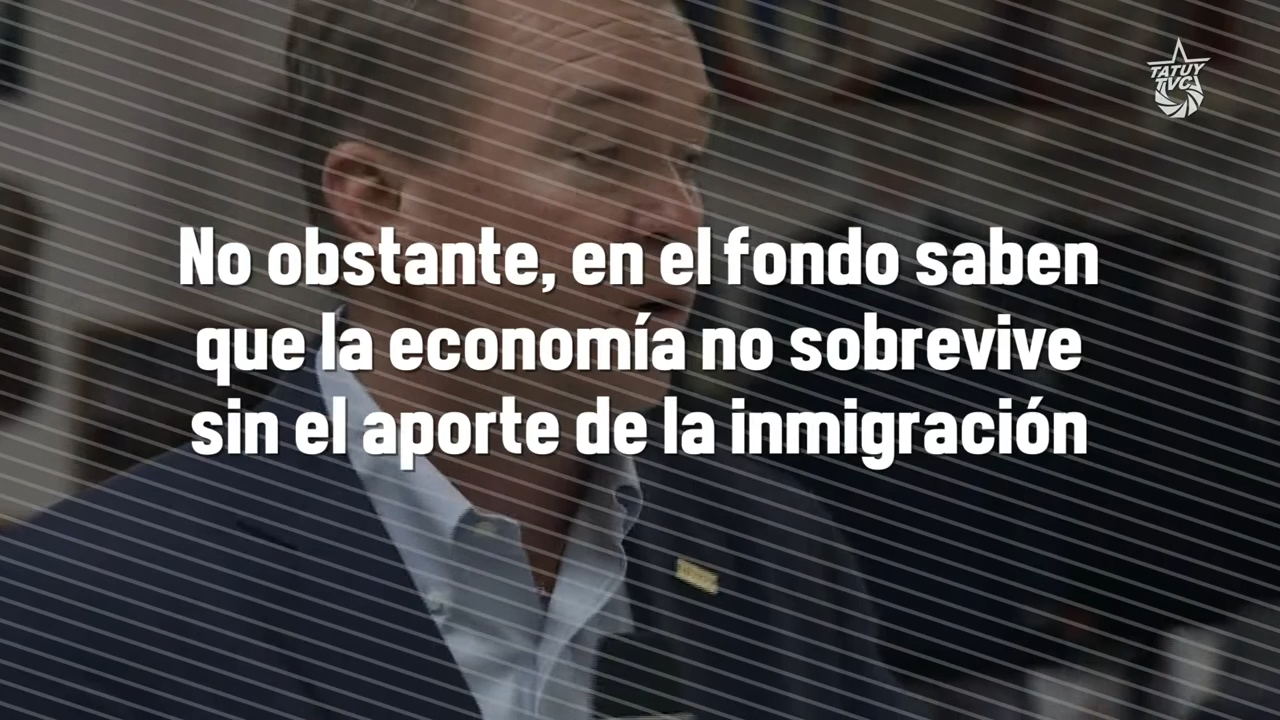 TATUY
TVC
No obstante, en el fondo saben
que la economía no sobrevive
sin el aporte de la inmigración